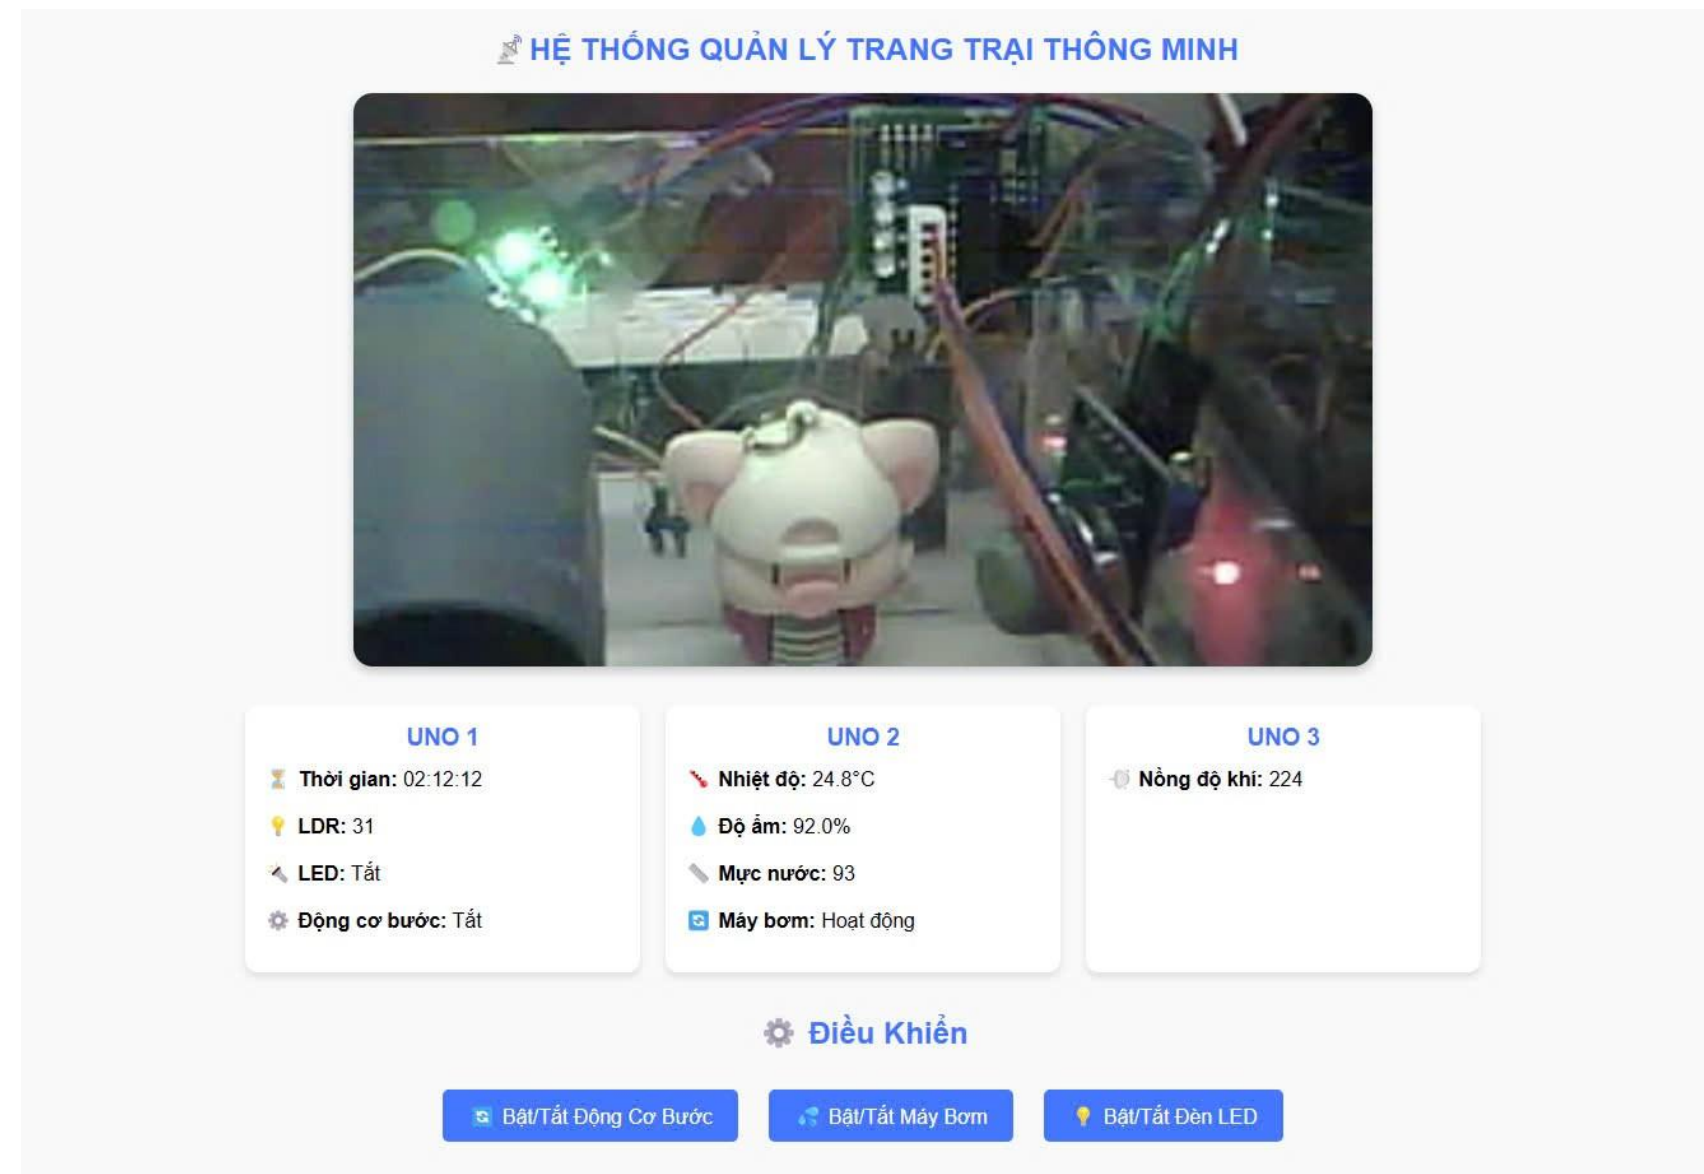 HỆ THỐNG QUẢN LÝ TRANG TRẠI THÔNG MINH
UNO 1
Thời gian: 02:12:12
LDR: 31
LED: Tắt
Động cơ bước: Tắt
UNO 2
Nhiệt độ: 24.8°C
Độ ẩm: 92.0%
Mực nước: 93
Máy bơm: Hoạt động
UNO 3
Nồng độ khí: 224
Điều Khiển
Bật/Tắt Động Cơ Bước
Bật/Tắt Máy Bơm
Bật/Tắt Đèn LED